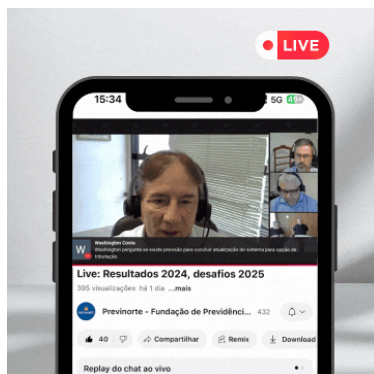 LIVE
15:34
5G 49
W
Washington Costa
Washington pergunta se existe previsão para concluir atualização do sistema para opção de tributação.
Live: Resultados 2024, desafios 2025
395 visualizações há 1 dia ...mais
Previnorte - Fundação de Previdênci... 432
40
Compartilhar
Remix
Download
Replay do chat ao vivo